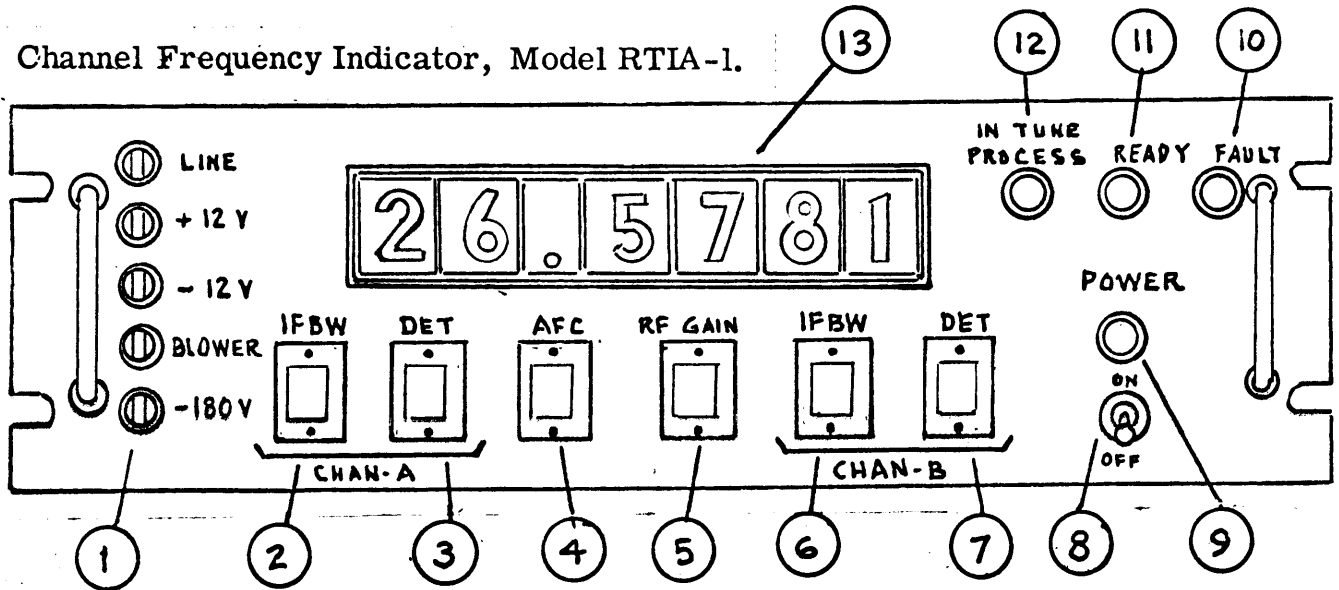 Channel Frequency Indicator, Model RTIA-1.
13
12
11
10
IN TUNE
PROCESS
READY
FAULT
LINE
+ 12 V
- 12 V
BLOWER
-180 V
26.5781
POWER
ON
OFF
IFBW
DET
AFC
RF GAIN
IFBW
DET
CHAN-A
CHAN-B
1
2
3
4
5
6
7
8
9